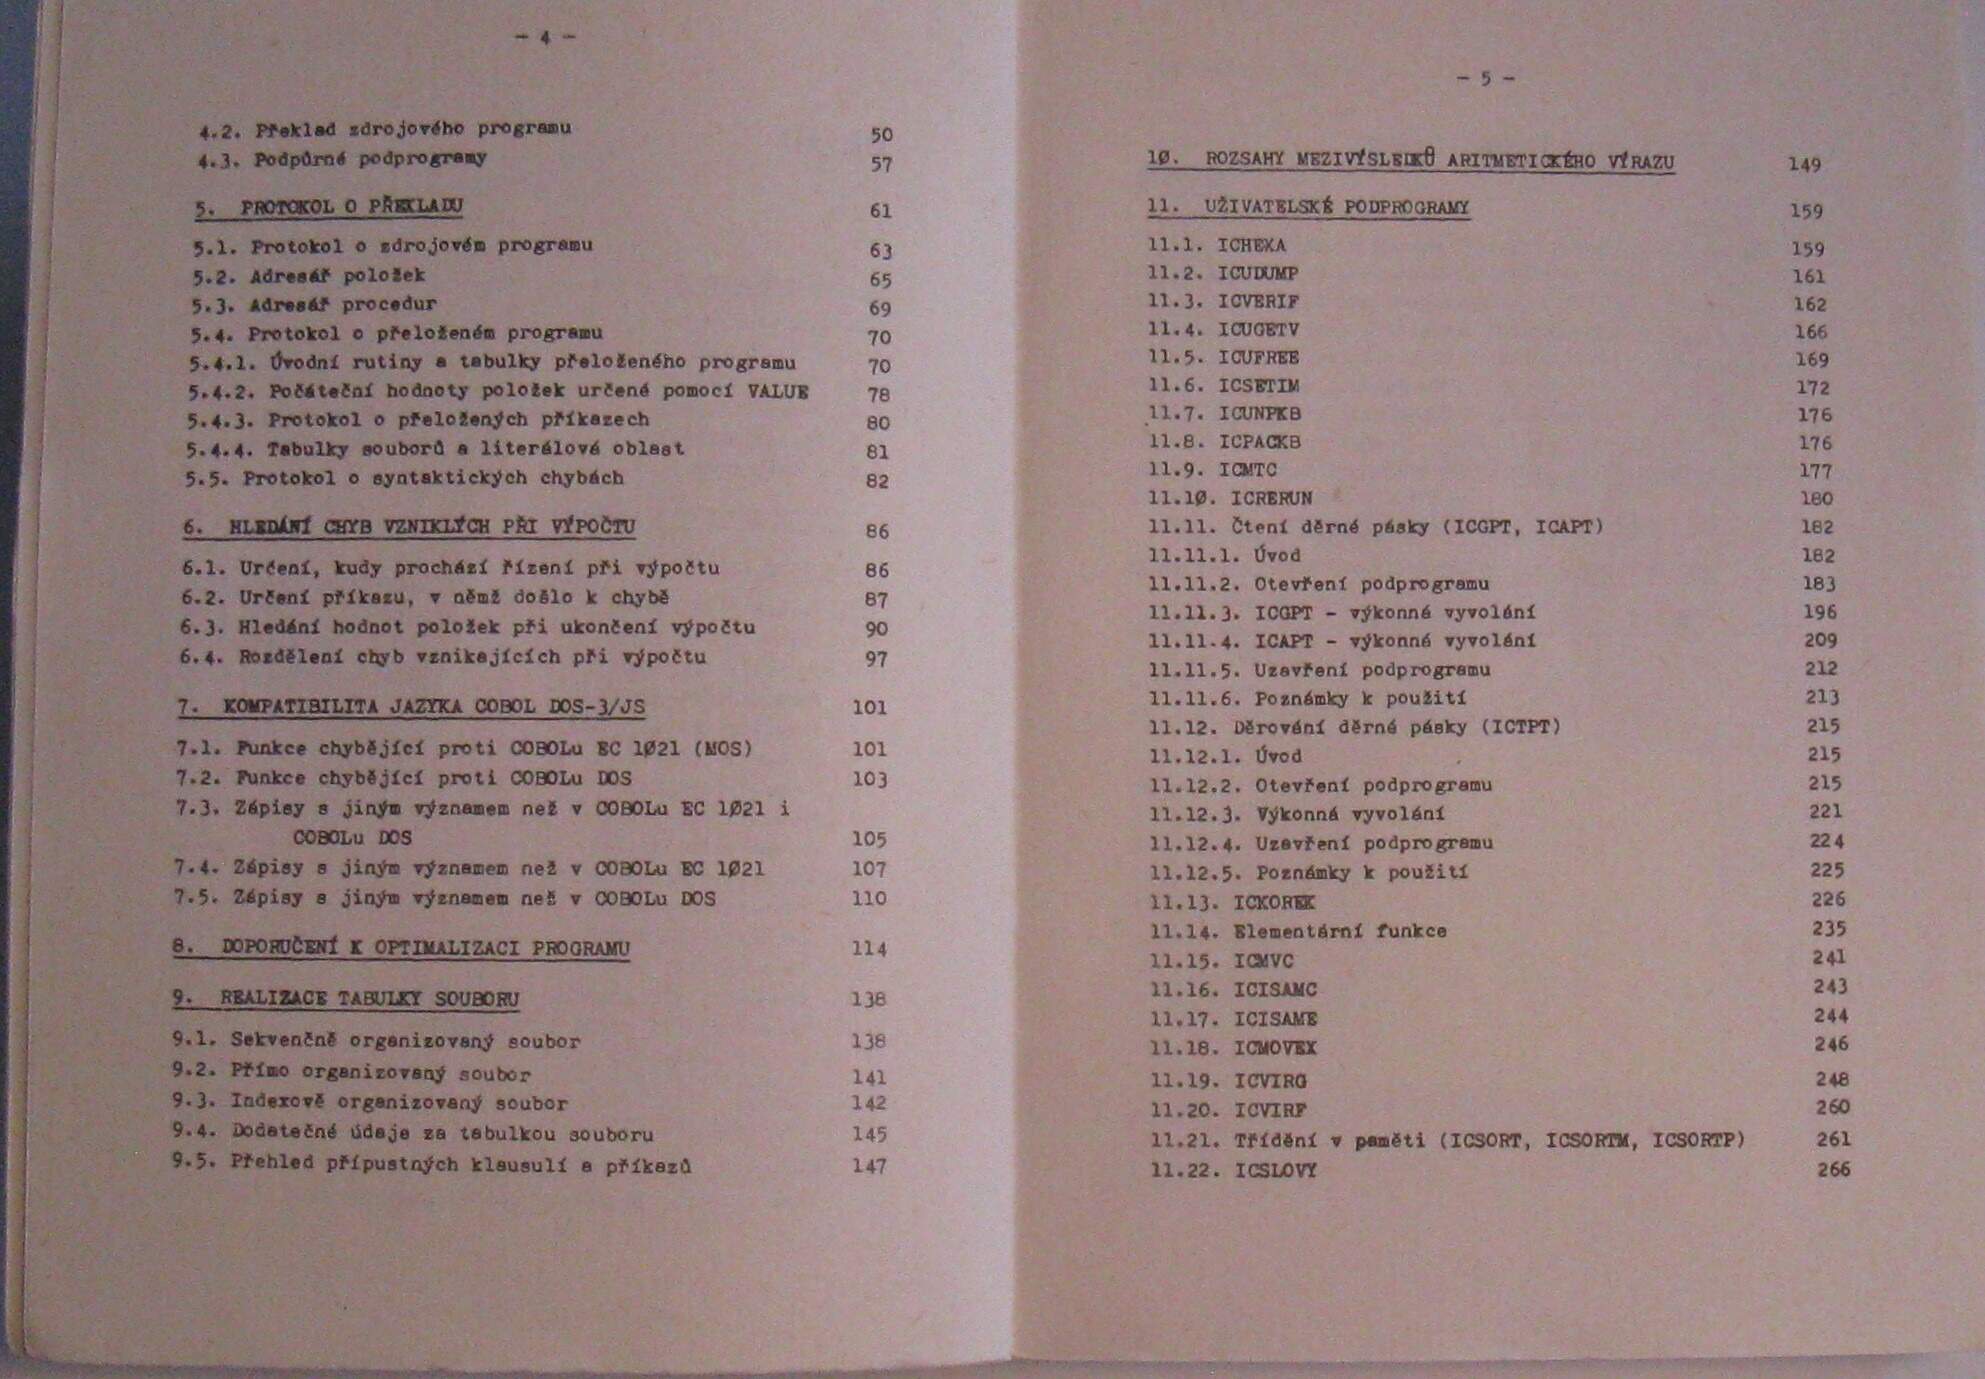 - 4 -
4.2. Překlad zdrojového programu 50
4.3. Podpůrné podprogramy 57
5. PROTOKOL O PŘEKLADU 61
5.1. Protokol o zdrojovém programu 63
5.2. Adresář položek 65
5.3. Adresář procedur 69
5.4. Protokol o přeloženém programu 70
5.4.1. Úvodní rutiny a tabulky přeloženého programu 70
5.4.2. Počáteční hodnoty položek určené pomocí VALUE 78
5.4.3. Protokol o přeložených příkazech 80
5.4.4. Tabulky souborů a literálová oblast 81
5.5. Protokol o syntaktických chybách 82
6. HLEDÁNÍ CHYB VZNIKLÝCH PŘI VÝPOČTU 86
6.1. Určení, kudy prochází řízení při výpočtu 86
6.2. Určení příkazu, v němž došlo k chybě 87
6.3. Hledání hodnot položek při ukončení výpočtu 90
6.4. Rozdělení chyb vznikajících při výpočtu 97
7. KOMPATIBILITA JAZYKA COBOL DOS-3/JS 101
7.1. Funkce chybějící proti COBOLu EC 1Ø21 (MOS) 101
7.2. Funkce chybějící proti COBOLu DOS 103
7.3. Zápisy s jiným významem než v COBOLu EC 1Ø21 i
COBOLu DOS 105
7.4. Zápisy s jiným významem než v COBOLu EC 1Ø21 107
7.5. Zápisy s jiným významem než v COBOLu DOS 110
8. DOPORUČENÍ K OPTIMALIZACI PROGRAMU 114
9. REALIZACE TABULKY SOUBORU 138
9.1. Sekvenčně organizovaný soubor 138
9.2. Přímo organizovaný soubor 141
9.3. Indexově organizovaný soubor 142
9.4. Dodatečné údaje za tabulkou souboru 145
9.5. Přehled přípustných klausulí a příkazů 147
- 5 -
1Ø. ROZSAHY MEZIVÝSLEDKŮ ARITMETICKÉHO VÝRAZU 149
11. UŽIVATELSKÉ PODPROGRAMY 159
11.1. ICHEXA 159
11.2. ICUDUMP 161
11.3. ICVERIF 162
11.4. ICUGETV 166
11.5. ICUFREE 169
11.6. ICSETIM 172
11.7. ICUNPKB 176
11.8. ICPACKB 176
11.9. ICMTC 177
11.1Ø. ICRERUN 180
11.11. Čtení děrné pásky (ICGPT, ICAPT) 182
11.11.1. Úvod 182
11.11.2. Otevření podprogramu 183
11.11.3. ICGPT - výkonné vyvolání 196
11.11.4. ICAPT - výkonné vyvolání 209
11.11.5. Uzavření podprogramu 212
11.11.6. Poznámky k použití 213
11.12. Děrování děrné pásky (ICTPT) 215
11.12.1. Úvod 215
11.12.2. Otevření podprogramu 215
11.12.3. Výkonná vyvolání 221
11.12.4. Uzavření podprogramu 224
11.12.5. Poznámky k použití 225
11.13. ICKOREK 226
11.14. Elementární funkce 235
11.15. ICMVC 241
11.16. ICISAMC 243
11.17. ICISAME 244
11.18. ICMOVEX 246
11.19. ICVIRG 248
11.20. ICVIRF 260
11.21. Třídění v paměti (ICSORT, ICSORTM, ICSORTP) 261
11.22. ICSLOVY 266